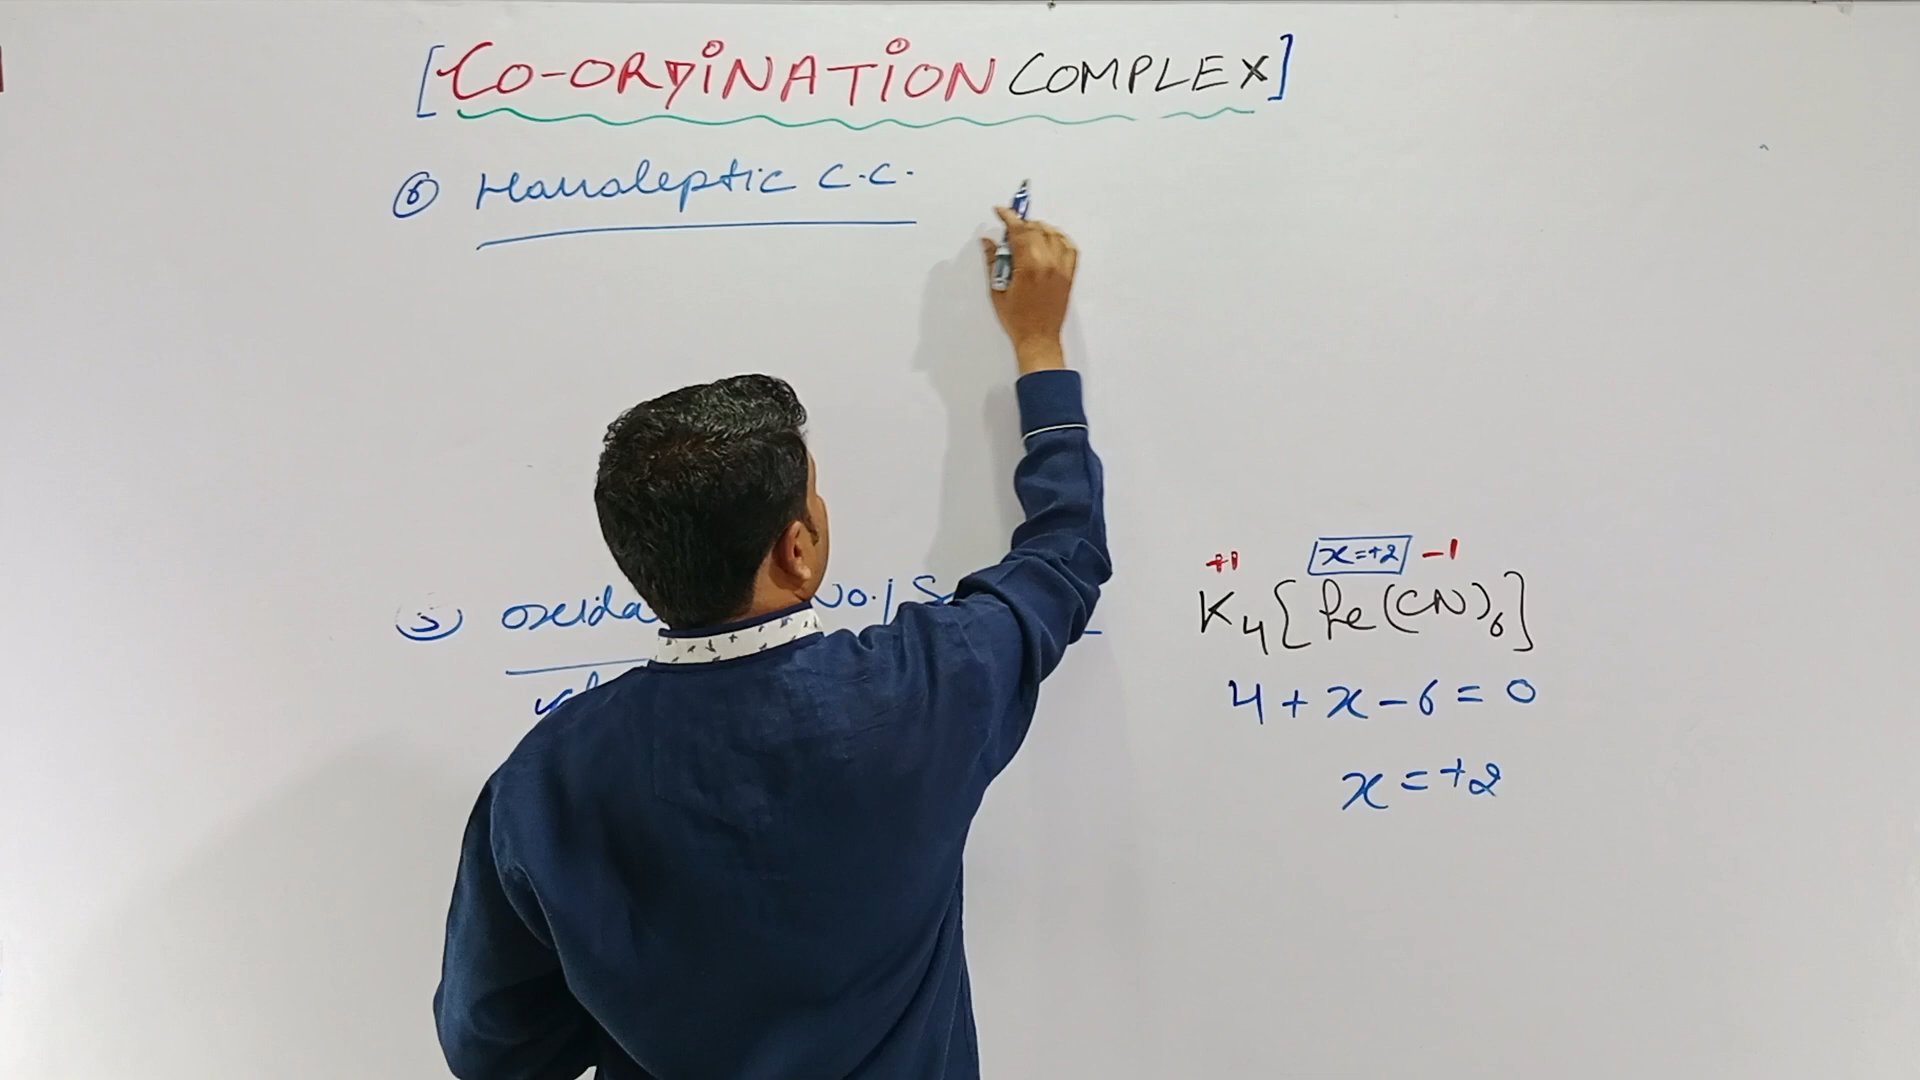 [CO-ORDINATION COMPLEX]
⑥ Homoleptic C.C.
+1 x=+2 -1
⑤ oxida No./S
K4[Fe(CN)6]
4+x-6=0
x=+2